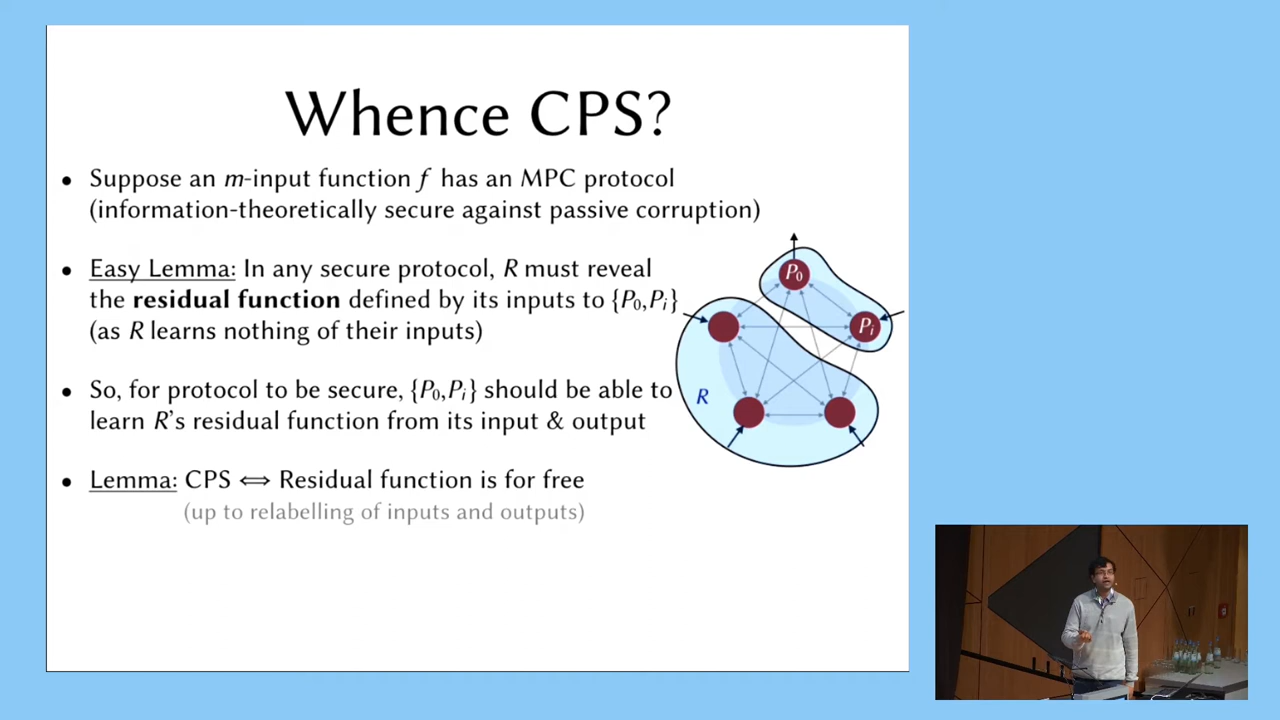 Whence CPS?
• Suppose an m-input function f has an MPC protocol
(information-theoretically secure against passive corruption)
• Easy Lemma: In any secure protocol, R must reveal
the residual function defined by its inputs to {P0,Pi}
(as R learns nothing of their inputs)
• So, for protocol to be secure, {P0,Pi} should be able to
learn R's residual function from its input & output
• Lemma: CPS ⟺ Residual function is for free
(up to relabelling of inputs and outputs)
P0
Pi
R